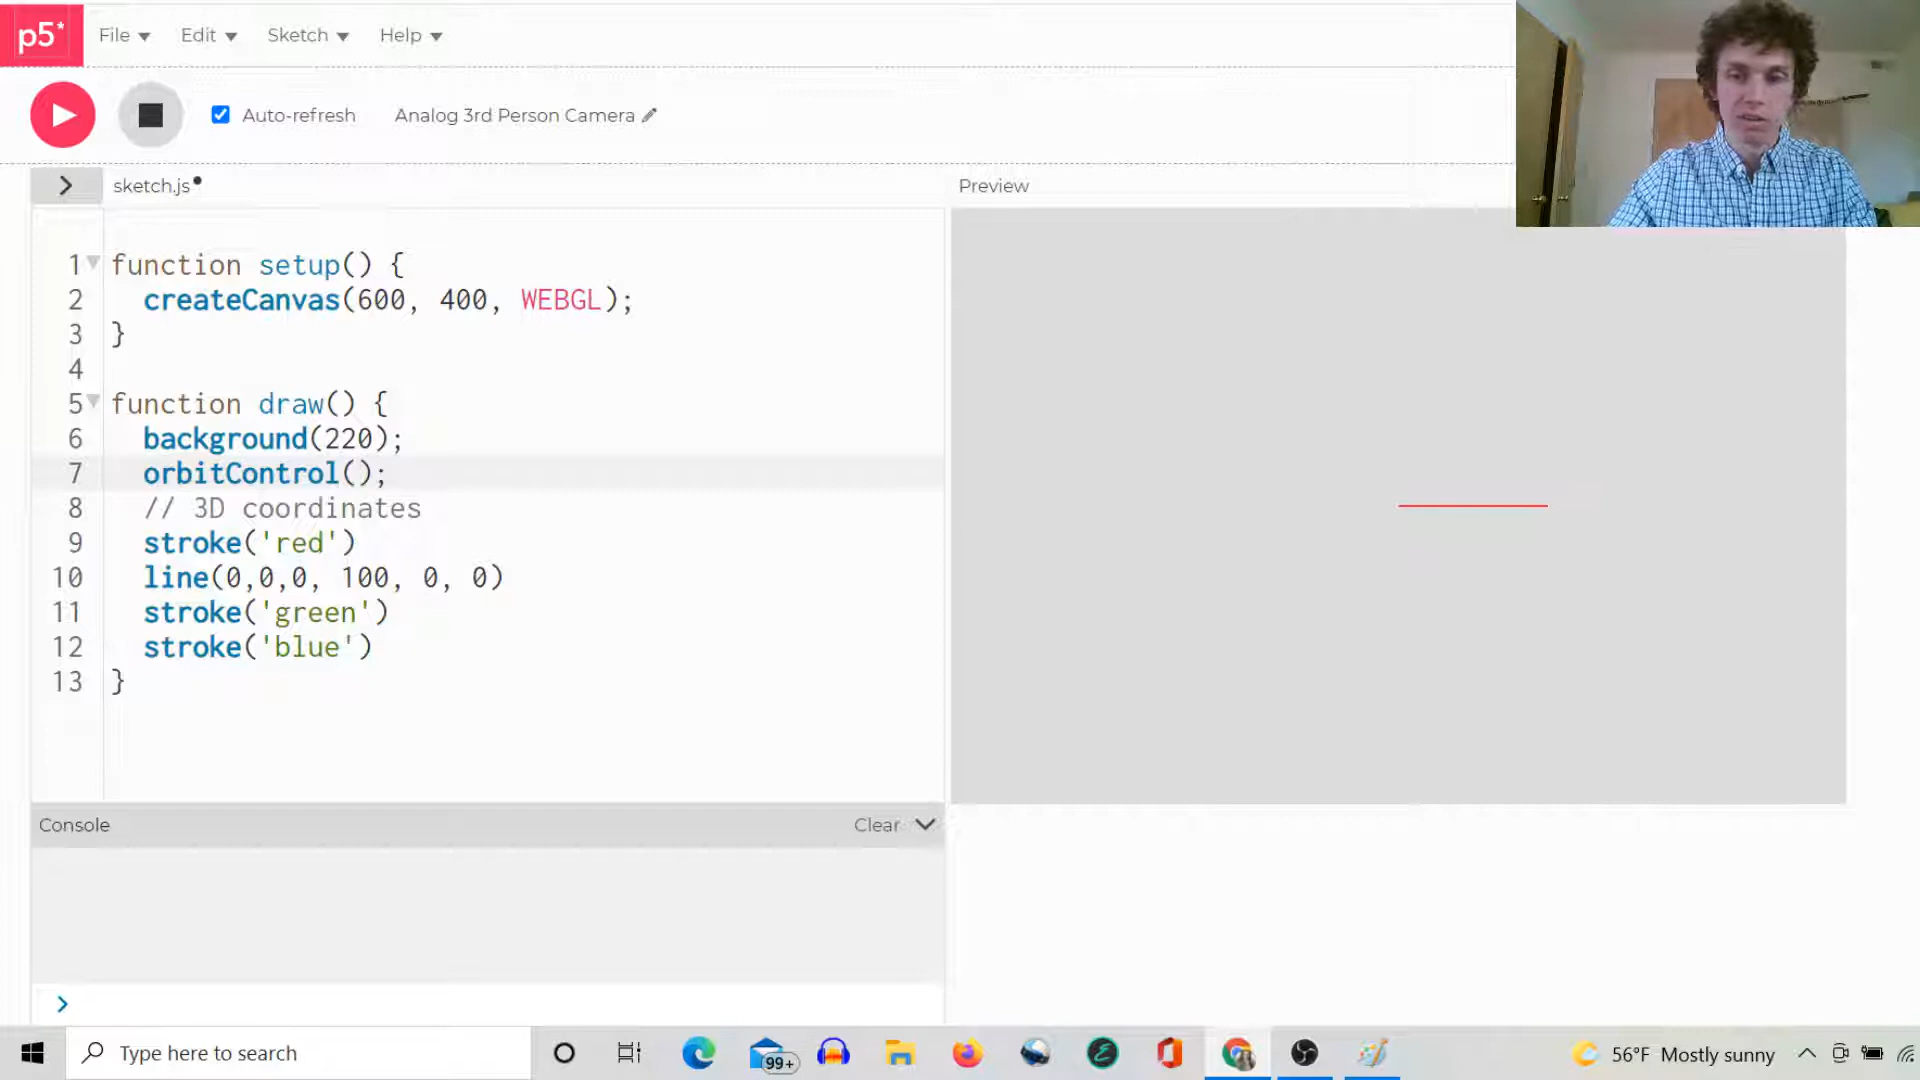 p5* File Edit Sketch Help
Auto-refresh Analog 3rd Person Camera
sketch.js Preview
1 function setup() {
2 createCanvas(600, 400, WEBGL);
3 }
4
5 function draw() {
6 background(220);
7 orbitControl();
8 // 3D coordinates
9 stroke('red')
10 line(0,0,0, 100, 0, 0)
11 stroke('green')
12 stroke('blue')
13 }
Console Clear
>
Type here to search 99+ 56°F Mostly sunny